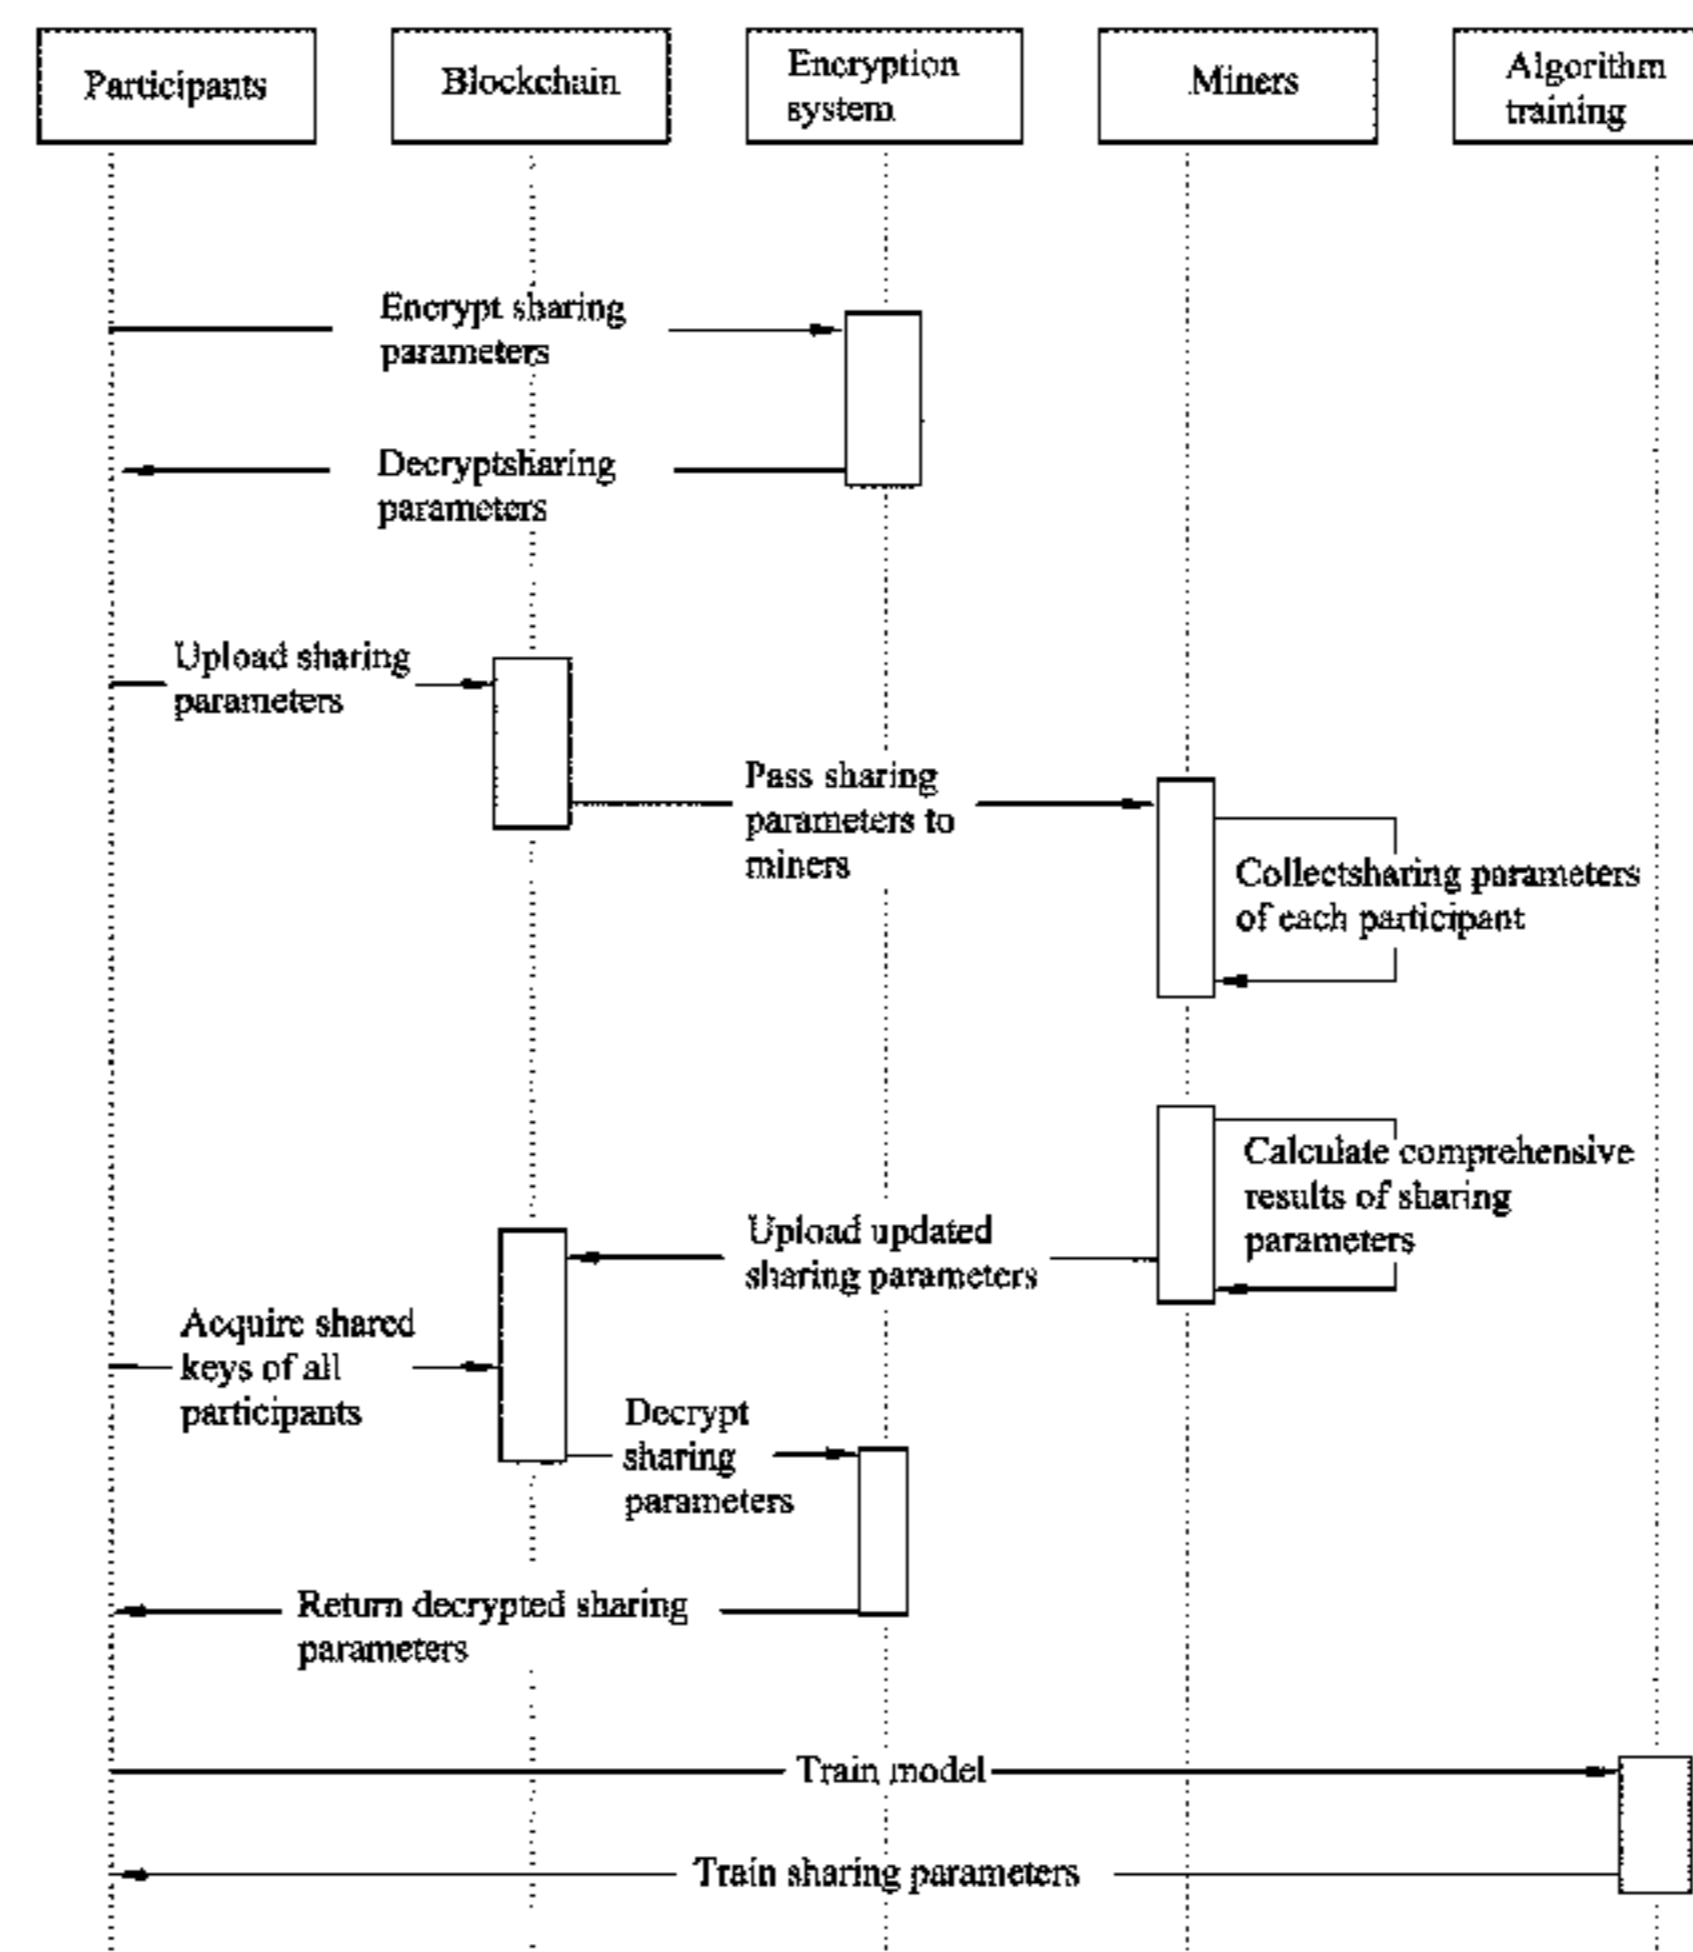 Participants
Blockchain
Encryption
system
Miners
Algorithm
training
Encrypt sharing
parameters
Decryptsharing
parameters
Upload sharing
parameters
Pass sharing
parameters to
miners
Collectsharing parameters
of each participant
Calculate comprehensive
results of sharing
parameters
Upload updated
sharing parameters
Acquire shared
keys of all
participants
Decrypt
sharing
parameters
Return decrypted sharing
parameters
Train model
Train sharing parameters